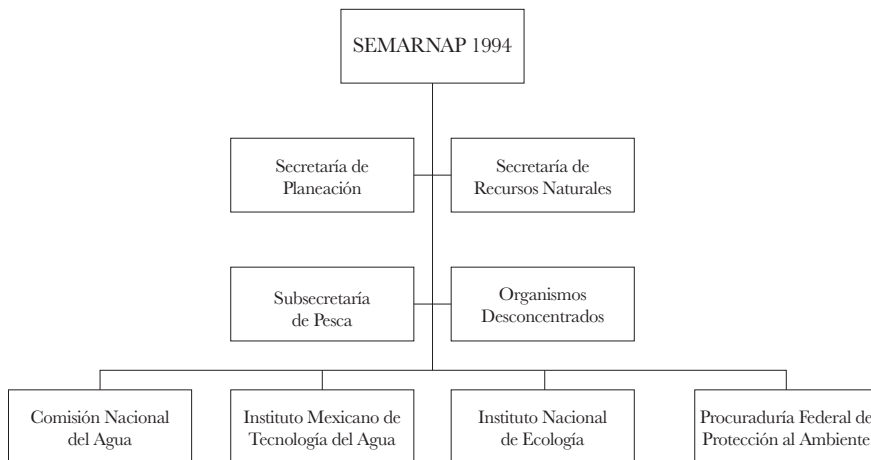 SEMARNAP 1994
Secretaría de
Planeación
Secretaría de
Recursos Naturales
Subsecretaría
de Pesca
Organismos
Desconcentrados
Comisión Nacional
del Agua
Instituto Mexicano de
Tecnología del Agua
Instituto Nacional
de Ecología
Procuraduría Federal de
Protección al Ambiente